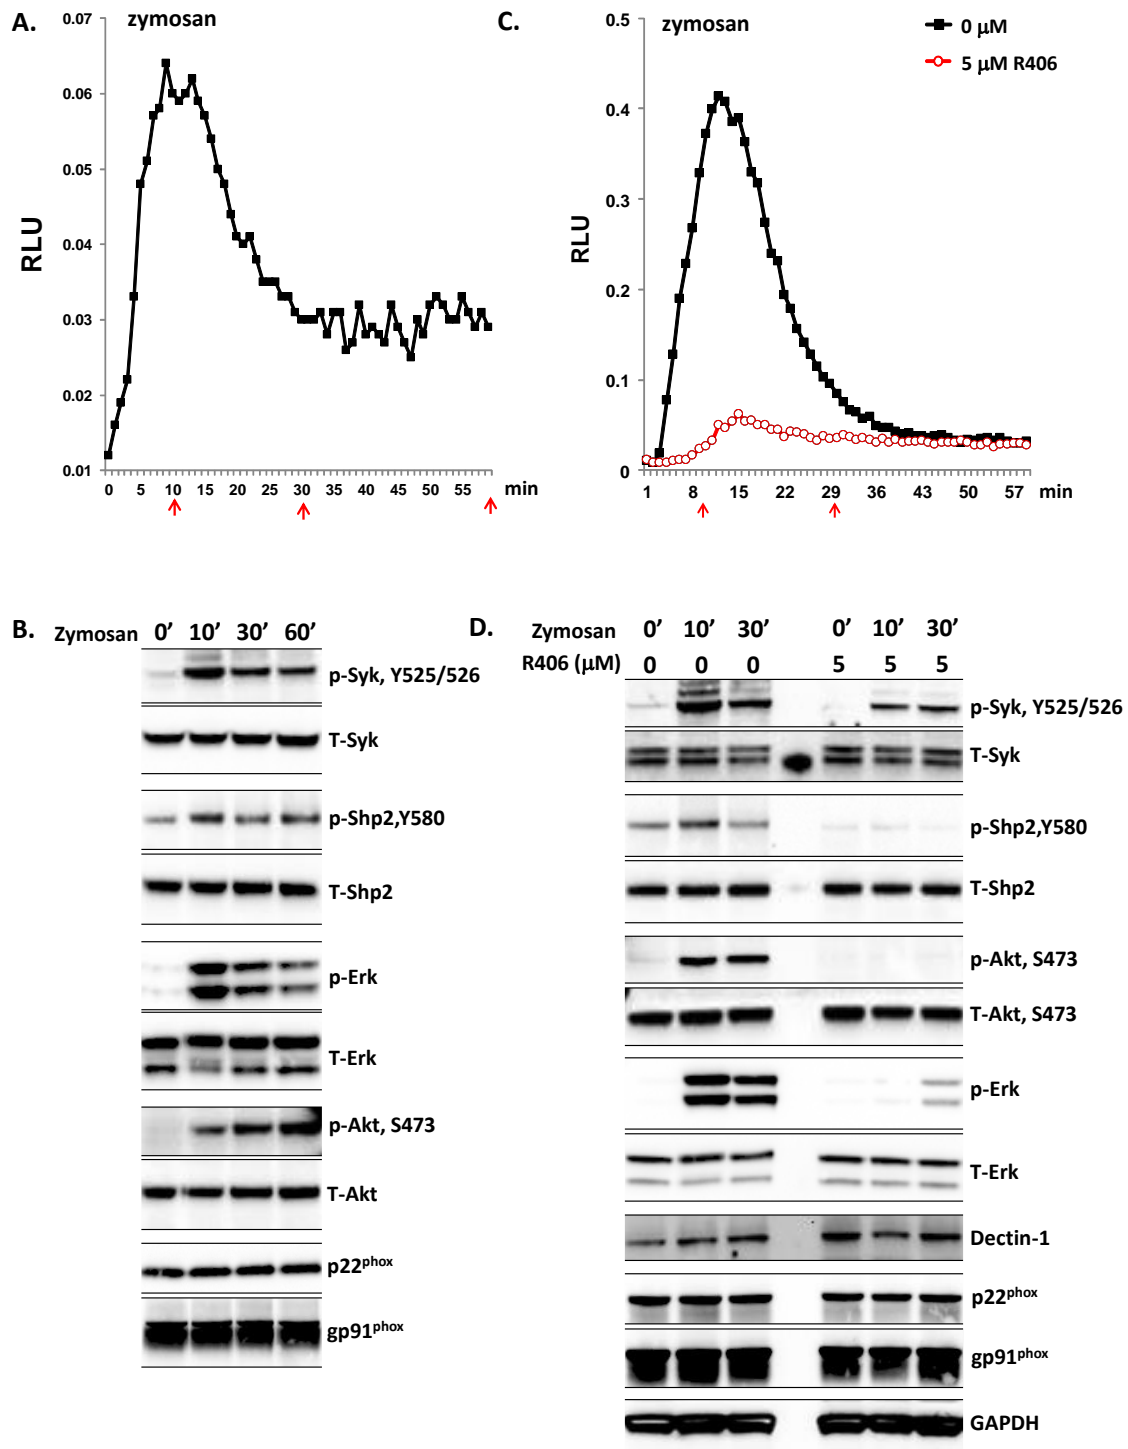 A.
zymosan
0.07
0.06
0.05
0.04
0.03
0.02
0.01
RLU
0 5 10 15 20 25 30 35 40 45 50 55 min
C.
zymosan
0 μM
5 μM R406
0.5
0.4
0.3
0.2
0.1
0
RLU
1 8 15 22 29 36 43 50 57 min
B.
Zymosan 0’ 10’ 30’ 60’
p-Syk, Y525/526
T-Syk
p-Shp2,Y580
T-Shp2
p-Erk
T-Erk
p-Akt, S473
T-Akt
p22phox
gp91phox
D.
Zymosan 0’ 10’ 30’ 0’ 10’ 30’
R406 (μM) 0 0 0 5 5 5
p-Syk, Y525/526
T-Syk
p-Shp2,Y580
T-Shp2
p-Akt, S473
T-Akt, S473
p-Erk
T-Erk
Dectin-1
p22phox
gp91phox
GAPDH